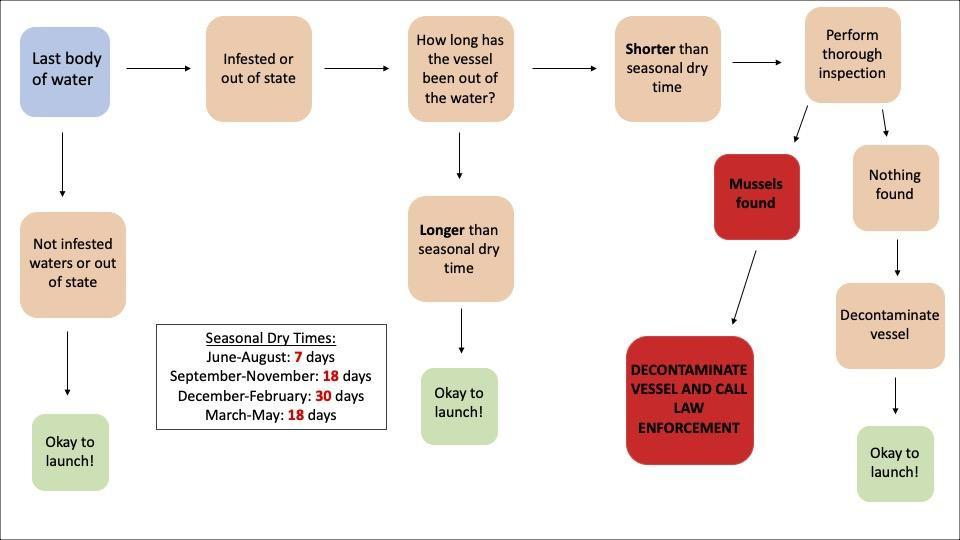 Last body
of water
Infested or
out of state
How long has
the vessel
been out of
the water?
Shorter than
seasonal dry
time
Perform
thorough
inspection
Mussels
found
Nothing
found
Not infested
waters or out
of state
Longer than
seasonal dry
time
Decontaminate
vessel
Seasonal Dry Times:
June-August: 7 days
September-November: 18 days
December-February: 30 days
March-May: 18 days
DECONTAMINATE
VESSEL AND CALL
LAW
ENFORCEMENT
Okay to
launch!
Okay to
launch!
Okay to
launch!